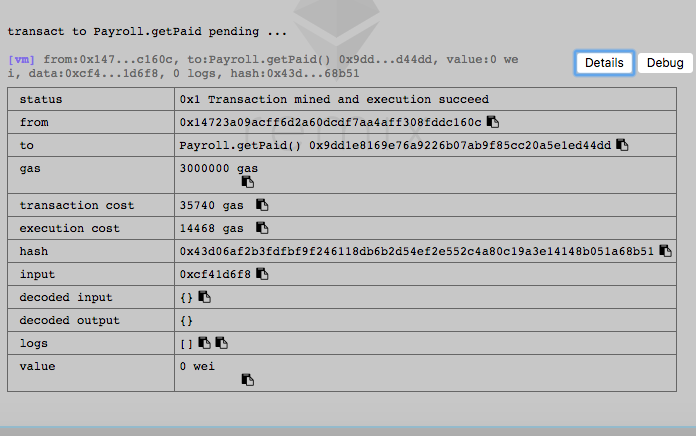 transact to Payroll.getPaid pending ...
[vm] from:0x147...c160c, to:Payroll.getPaid() 0x9dd...d44dd, value:0 we
i, data:0xcf4...1d6f8, 0 logs, hash:0x43d...68b51
Details Debug
status 0x1 Transaction mined and execution succeed
from 0x14723a09acff6d2a60dcdf7aa4aff308fddc160c
to Payroll.getPaid() 0x9dd1e8169e76a9226b07ab9f85cc20a5e1ed44dd
gas 3000000 gas
transaction cost 35740 gas
execution cost 14468 gas
hash 0x43d06af2b3fdfbf9f246118db6b2d54ef2e552c4a80c19a3e14148b051a68b51
input 0xcf41d6f8
decoded input {}
decoded output {}
logs []
value 0 wei